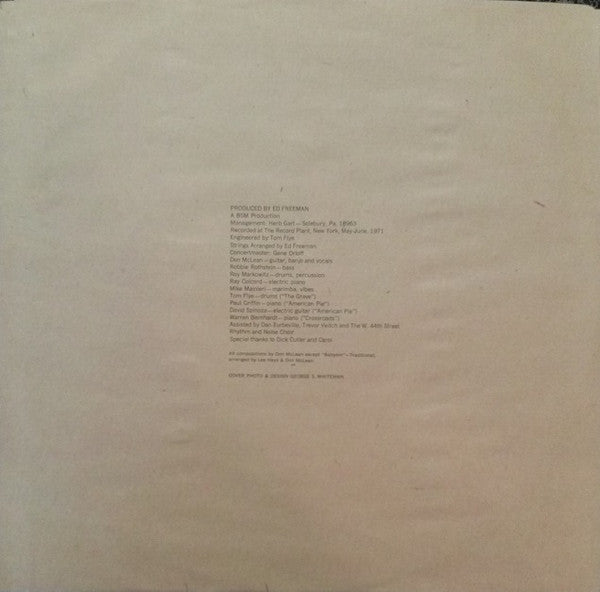 PRODUCED BY ED FREEMAN
A BSM Production
Management: Herb Gart—Solebury, Pa. 18963
Recorded at The Record Plant, New York, May-June, 1971
Engineered by Tom Flye
Strings Arranged by Ed Freeman
Concertmaster: Gene Orloff
Don McLean—guitar, banjo and vocals
Robbie Rothstein—bass
Roy Markowitz—drums, percussion
Ray Colcord—electric piano
Mike Mainieri—marimba, vibes
Tom Flye—drums ("The Grave")
Paul Griffin—piano ("American Pie")
David Spinoza—electric guitar ("American Pie")
Warren Bernhardt—piano ("Crossroads")
Assisted by Dan Turbeville, Trevor Veitch and The W. 44th Street
Rhythm and Noise Choir
Special thanks to Dick Cutler and Opio
All compositions by Don McLean except "Babylon"—Traditional,
arranged by Lee Hays & Don McLean
COVER PHOTO & DESIGN GEORGE S. WHITEMAN